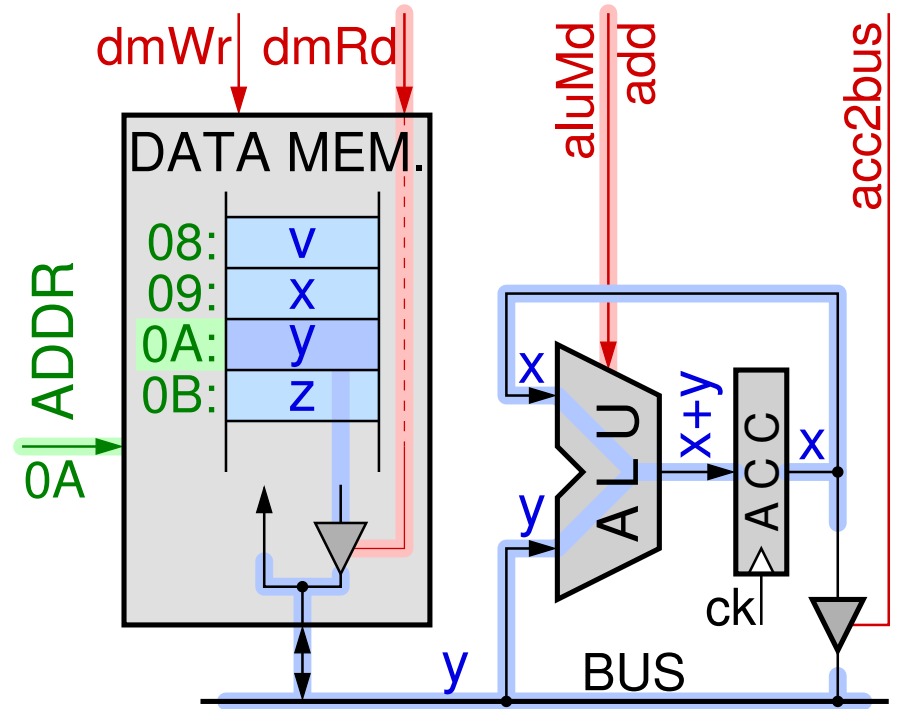 dmWr dmRd
aluMd
add
acc2bus
DATA MEM.
08: v
09: x
0A: y
0B: z
ADDR
0A
x
y
ALU
x+y
ACC
x
ck
y
BUS